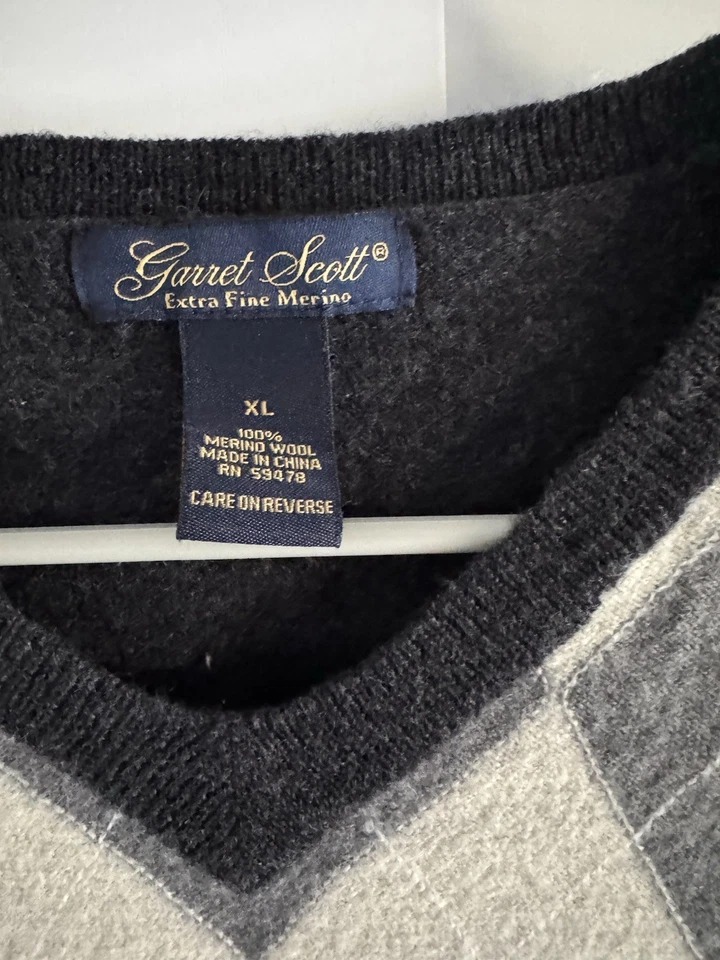 Garret Scott®
Extra Fine Merino
XL
100%
MERINO WOOL
MADE IN CHINA
RN 59478
CARE ON REVERSE